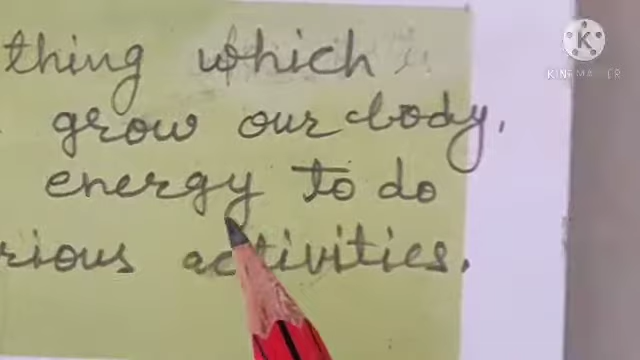 thing which
grow our body,
energy to do
rious activities.
K
KINEMASTER